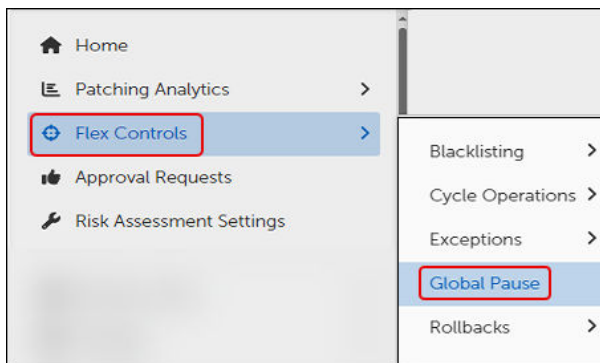 Home
Patching Analytics
Flex Controls
Approval Requests
Risk Assessment Settings
Blacklisting
Cycle Operations
Exceptions
Global Pause
Rollbacks